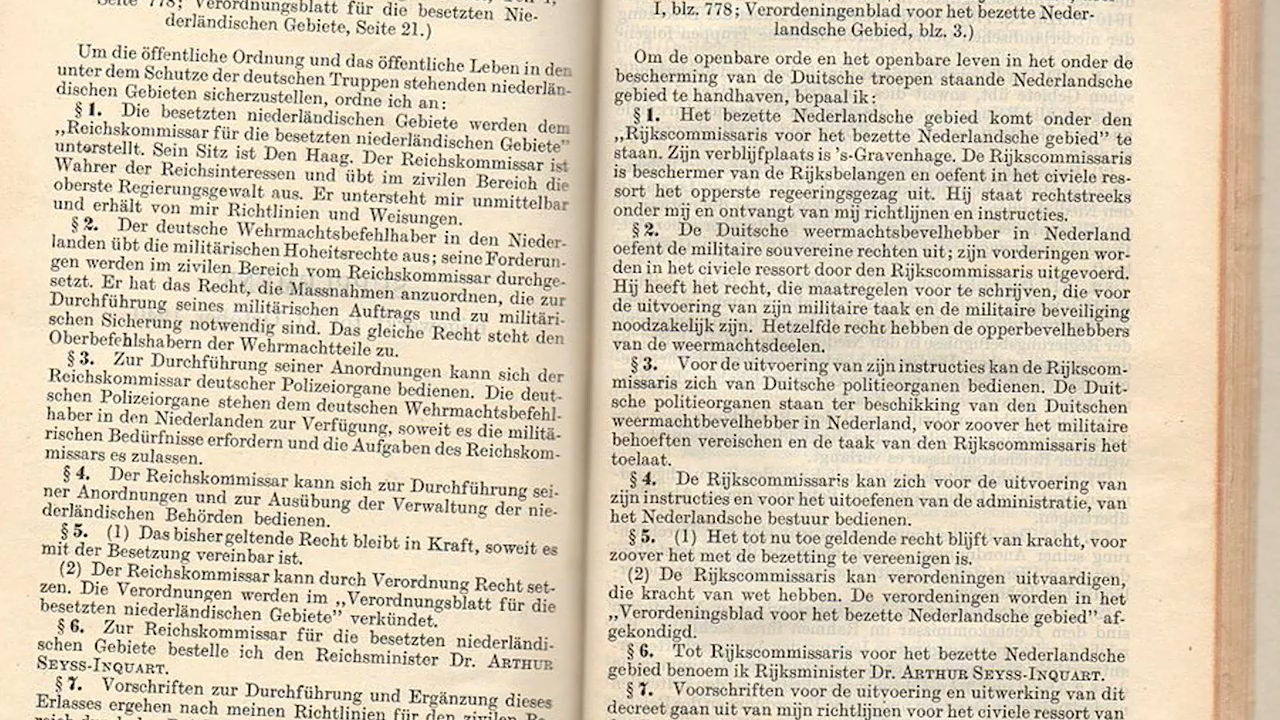 Seite 778; Verordnungsblatt für die besetzten Nie-
derländischen Gebiete, Seite 21.)
Um die öffentliche Ordnung und das öffentliche Leben in den
unter dem Schutze der deutschen Truppen stehenden niederlän-
dischen Gebieten sicherzustellen, ordne ich an:
§ 1. Die besetzten niederländischen Gebiete werden dem
„Reichskommissar für die besetzten niederländischen Gebiete”
unterstellt. Sein Sitz ist Den Haag. Der Reichskommissar ist
Wahrer der Reichsinteressen und übt im zivilen Bereich die
oberste Regierungsgewalt aus. Er untersteht mir unmittelbar
und erhält von mir Richtlinien und Weisungen.
§ 2. Der deutsche Wehrmachtsbefehlhaber in den Nieder-
landen übt die militärischen Hoheitsrechte aus; seine Forderun-
gen werden im zivilen Bereich vom Reichskommissar durchge-
setzt. Er hat das Recht, die Massnahmen anzuordnen, die zur
Durchführung seines militärischen Auftrags und zu militäri-
schen Sicherung notwendig sind. Das gleiche Recht steht den
Oberbefehlshabern der Wehrmachtteile zu.
§ 3. Zur Durchführung seiner Anordnungen kann sich der
Reichskommissar deutscher Polizeiorgane bedienen. Die deut-
schen Polizeiorgane stehen dem deutschen Wehrmachtsbefehl-
haber in den Niederlanden zur Verfügung, soweit es die militä-
rischen Bedürfnisse erfordern und die Aufgaben des Reichskom-
missars es zulassen.
§ 4. Der Reichskommissar kann sich zur Durchführung sei-
ner Anordnungen und zur Ausübung der Verwaltung der nie-
derländischen Behörden bedienen.
§ 5. (1) Das bisher geltende Recht bleibt in Kraft, soweit es
mit der Besetzung vereinbar ist.
(2) Der Reichskommissar kann durch Verordnung Recht set-
zen. Die Verordnungen werden im „Verordnungsblatt für die
besetzten niederländischen Gebiete” verkündet.
§ 6. Zur Reichskommissar für die besetzten niederländi-
schen Gebiete bestelle ich den Reichsminister Dr. ARTHUR
SEYSS-INQUART.
§ 7. Vorschriften zur Durchführung und Ergänzung dieses
Erlasses ergehen nach meinen Richtlinien für den zivilen Be-
I, blz. 778; Verordeningenblad voor het bezette Neder-
landsche Gebied, blz. 3.)
Om de openbare orde en het openbare leven in het onder de
bescherming van de Duitsche troepen staande Nederlandsche
gebied te handhaven, bepaal ik:
§ 1. Het bezette Nederlandsche gebied komt onder den
„Rijkscommissaris voor het bezette Nederlandsche gebied” te
staan. Zijn verblijfplaats is 's-Gravenhage. De Rijkscommissaris
is beschermer van de Rijksbelangen en oefent in het civiele res-
sort het opperste regeeringsgezag uit. Hij staat rechtstreeks
onder mij en ontvangt van mij richtlijnen en instructies.
§ 2. De Duitsche weermachtsbevelhebber in Nederland
oefent de militaire souvereine rechten uit; zijn vorderingen wor-
den in het civiele ressort door den Rijkscommissaris uitgevoerd.
Hij heeft het recht, die maatregelen voor te schrijven, die voor
de uitvoering van zijn militaire taak en de militaire beveiliging
noodzakelijk zijn. Hetzelfde recht hebben de opperbevelhebbers
van de weermachtsdeelen.
§ 3. Voor de uitvoering van zijn instructies kan de Rijkscom-
missaris zich van Duitsche politieorganen bedienen. De Duit-
sche politieorganen staan ter beschikking van den Duitschen
weermachtbevelhebber in Nederland, voor zoover het militaire
behoeften vereischen en de taak van den Rijkscommissaris het
toelaat.
§ 4. De Rijkscommissaris kan zich voor de uitvoering van
zijn instructies en voor het uitoefenen van de administratie, van
het Nederlandsche bestuur bedienen.
§ 5. (1) Het tot nu toe geldende recht blijft van kracht, voor
zoover het met de bezetting te vereenigen is.
(2) De Rijkscommissaris kan verordeningen uitvaardigen,
die kracht van wet hebben. De verordeningen worden in het
„Verordeningsblad voor het bezette Nederlandsche gebied” af-
gekondigd.
§ 6. Tot Rijkscommissaris voor het bezette Nederlandsche
gebied benoem ik Rijksminister Dr. ARTHUR SEYSS-INQUART.
§ 7. Voorschriften voor de uitvoering en uitwerking van dit
decreet gaan uit van mijn richtlijnen voor het civiele ressort van